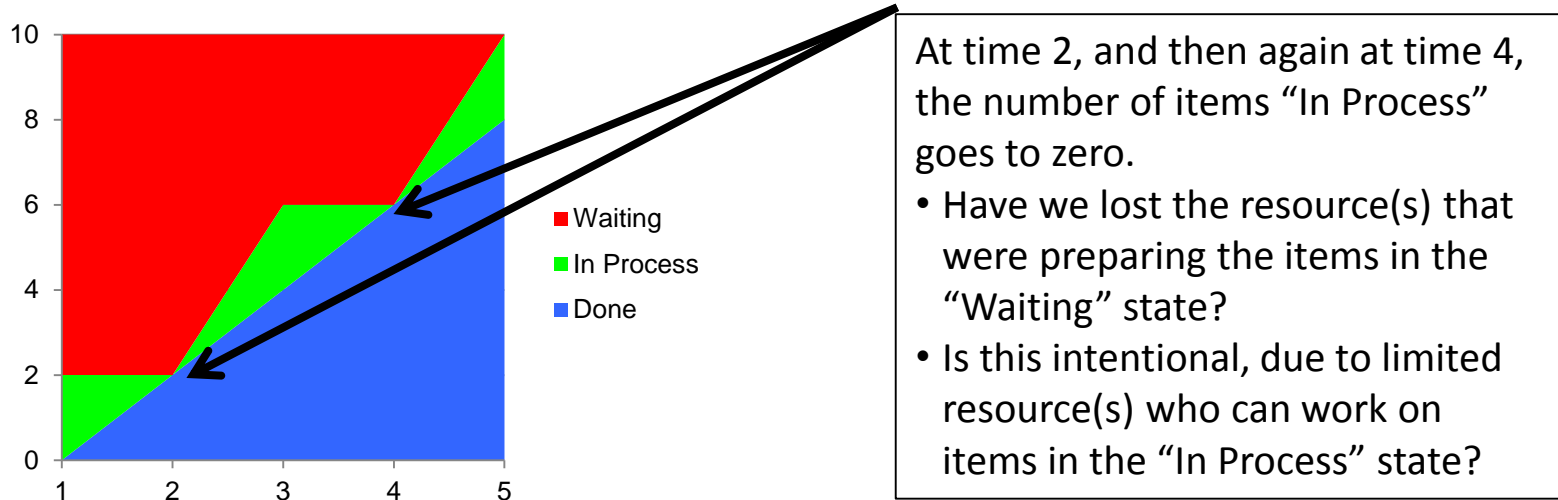 10
8
6
4
2
0
1 2 3 4 5
Waiting
In Process
Done
At time 2, and then again at time 4,
the number of items “In Process”
goes to zero.
• Have we lost the resource(s) that
were preparing the items in the
“Waiting” state?
• Is this intentional, due to limited
resource(s) who can work on
items in the “In Process” state?